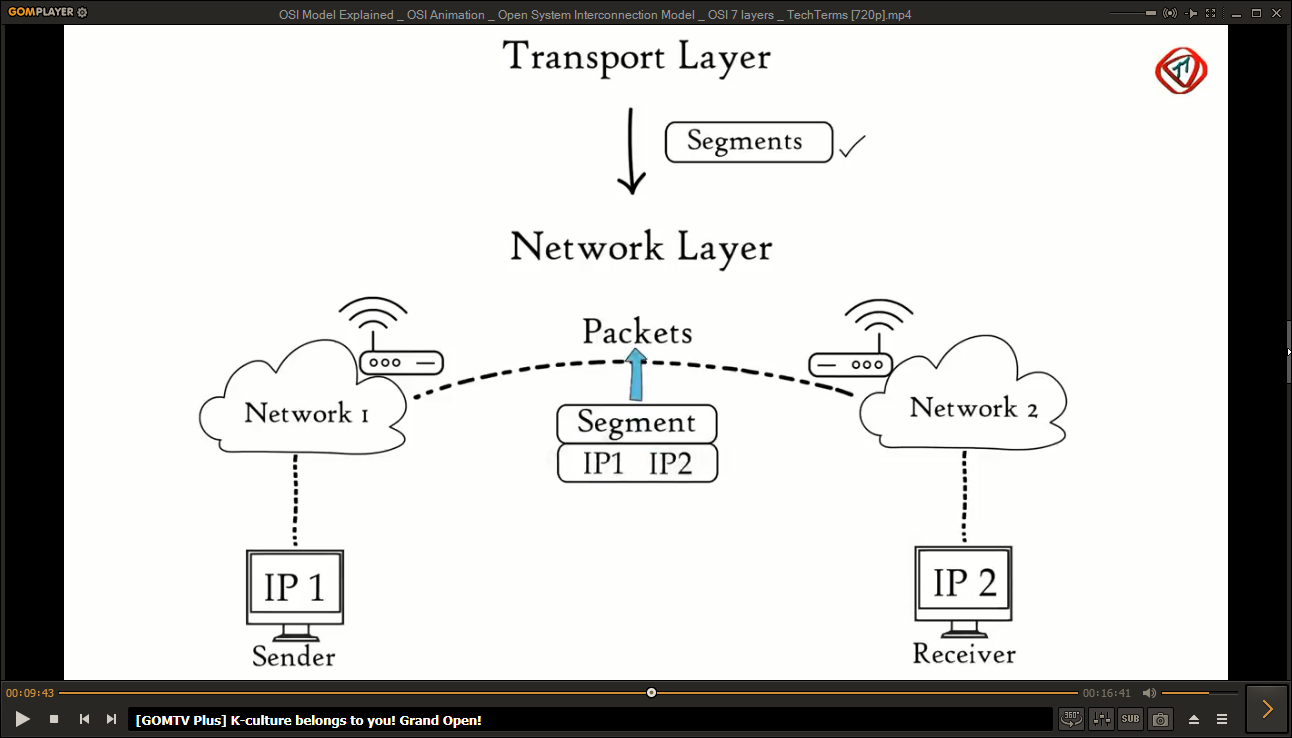 GOMPLAYER
OSI Model Explained _ OSI Animation _ Open System Interconnection Model _ OSI 7 layers _ TechTerms [720p].mp4
Transport Layer
Segments
Network Layer
Packets
Network 1
Segment
IP1 IP2
Network 2
IP 1
IP 2
Sender
Receiver
00:09:43
00:16:41
[GOMTV Plus] K-culture belongs to you! Grand Open!
360°
SUB